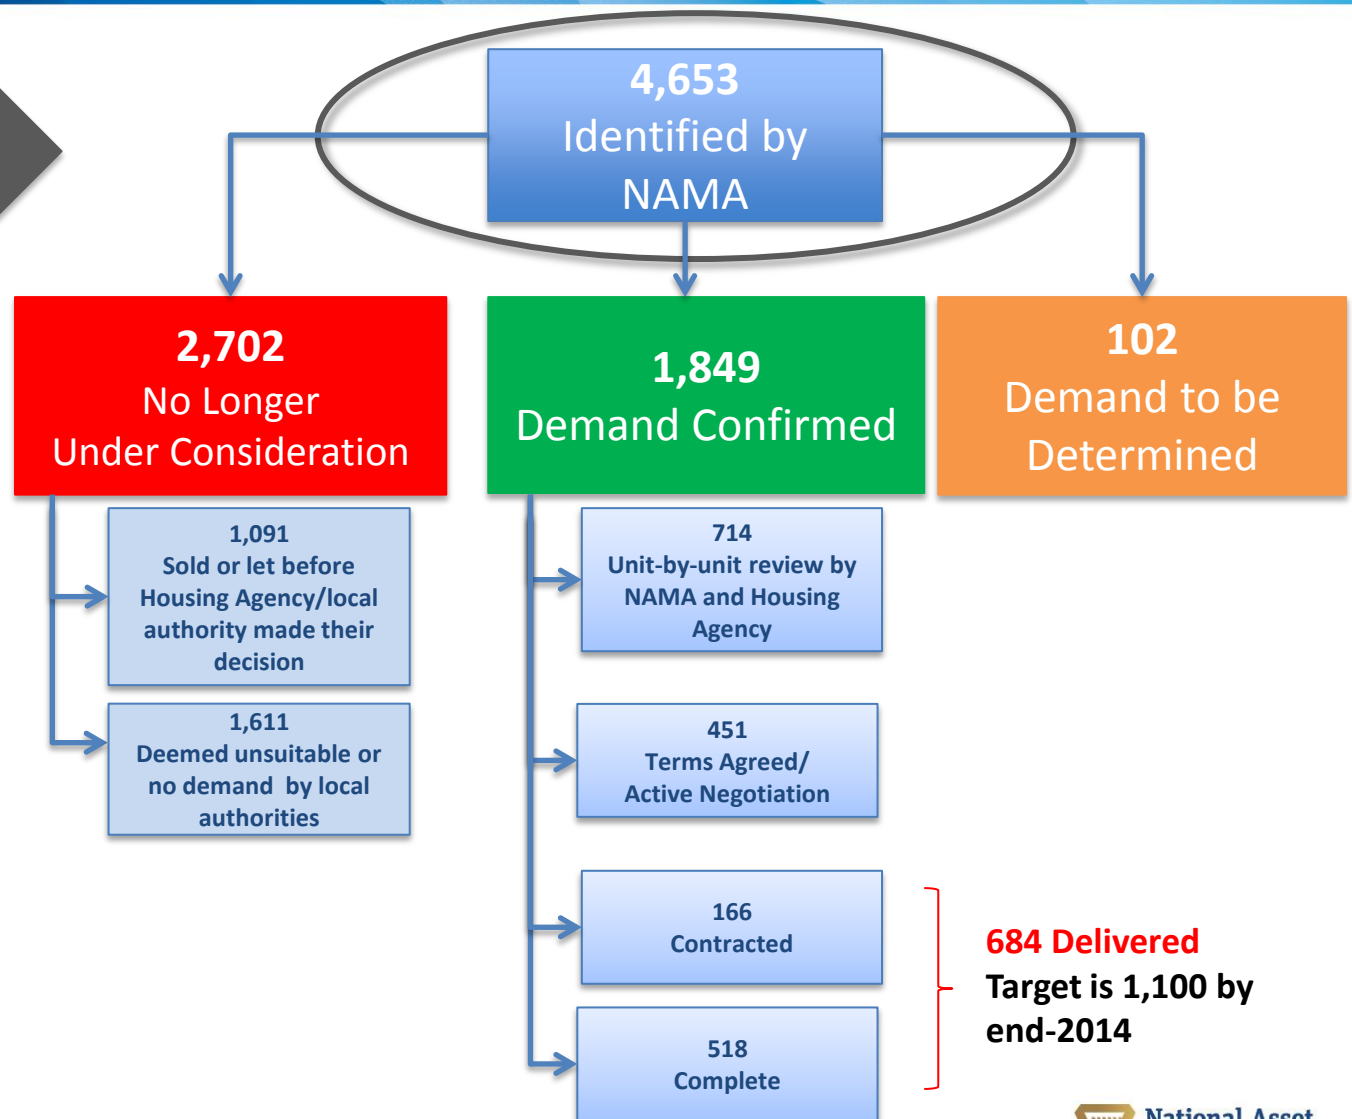 4,653
Identified by
NAMA
2,702
No Longer
Under Consideration
1,849
Demand Confirmed
102
Demand to be
Determined
1,091
Sold or let before
Housing Agency/local
authority made their
decision
1,611
Deemed unsuitable or
no demand by local
authorities
714
Unit-by-unit review by
NAMA and Housing
Agency
451
Terms Agreed/
Active Negotiation
166
Contracted
518
Complete
684 Delivered
Target is 1,100 by
end-2014
National Asset